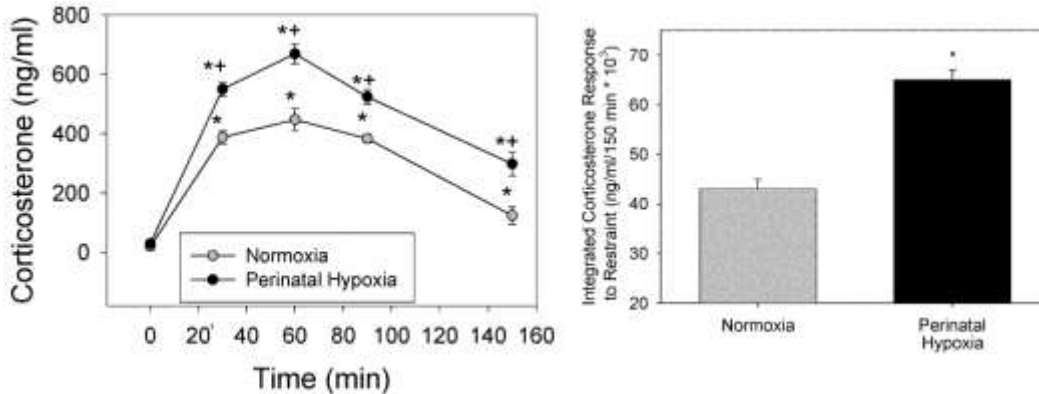 Corticosterone (ng/ml)
800
600
400
200
0
*+
*+
*+
*+
*
*
*
*
Normoxia
Perinatal Hypoxia
0 20' 40 60 80 100 120 140 160
Time (min)
Integrated Corticosterone Response
to Restraint (ng/ml/150 min * 10³)
70
60
50
40
30
20
*
Normoxia
Perinatal
Hypoxia